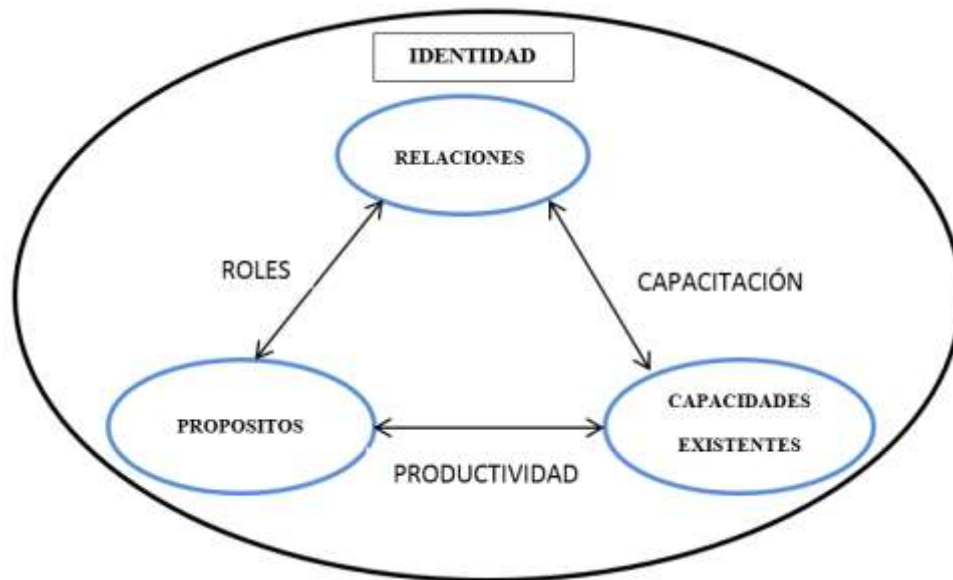 IDENTIDAD
RELACIONES
ROLES
CAPACITACIÓN
PROPOSITOS
CAPACIDADES
EXISTENTES
PRODUCTIVIDAD